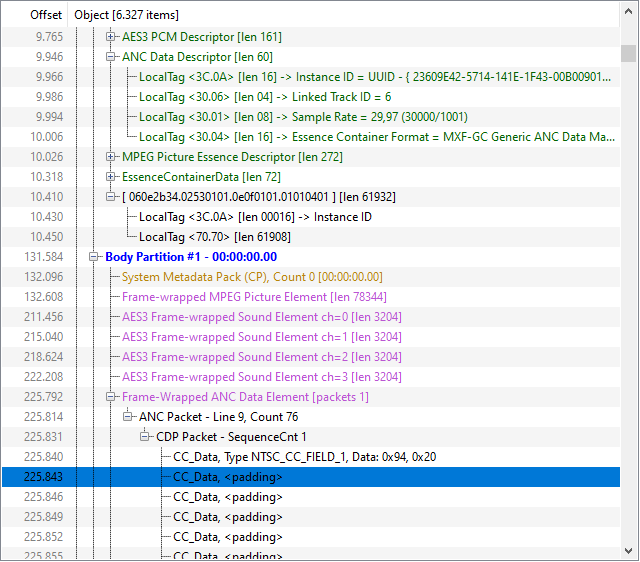 Offset Object [6.327 items]
9.765 AES3 PCM Descriptor [len 161]
9.946 ANC Data Descriptor [len 60]
9.966 LocalTag <3C.0A> [len 16] -> Instance ID = UUID - { 23609E42-5714-141E-1F43-00B00901...
9.986 LocalTag <30.06> [len 04] -> Linked Track ID = 6
9.994 LocalTag <30.01> [len 08] -> Sample Rate = 29,97 (30000/1001)
10.006 LocalTag <30.04> [len 16] -> Essence Container Format = MXF-GC Generic ANC Data Ma...
10.026 MPEG Picture Essence Descriptor [len 272]
10.318 EssenceContainerData [len 72]
10.410 [ 060e2b34.02530101.0e0f0101.01010401 ] [len 61932]
10.430 LocalTag <3C.0A> [len 00016] -> Instance ID
10.450 LocalTag <70.70> [len 61908]
131.584 Body Partition #1 - 00:00:00.00
132.096 System Metadata Pack (CP), Count 0 [00:00:00.00]
132.608 Frame-wrapped MPEG Picture Element [len 78344]
211.456 AES3 Frame-wrapped Sound Element ch=0 [len 3204]
215.040 AES3 Frame-wrapped Sound Element ch=1 [len 3204]
218.624 AES3 Frame-wrapped Sound Element ch=2 [len 3204]
222.208 AES3 Frame-wrapped Sound Element ch=3 [len 3204]
225.792 Frame-Wrapped ANC Data Element [packets 1]
225.814 ANC Packet - Line 9, Count 76
225.831 CDP Packet - SequenceCnt 1
225.840 CC_Data, Type NTSC_CC_FIELD_1, Data: 0x94, 0x20
225.843 CC_Data, <padding>
225.846 CC_Data, <padding>
225.849 CC_Data, <padding>
225.852 CC_Data, <padding>
225.855 CC_Data, <padding>